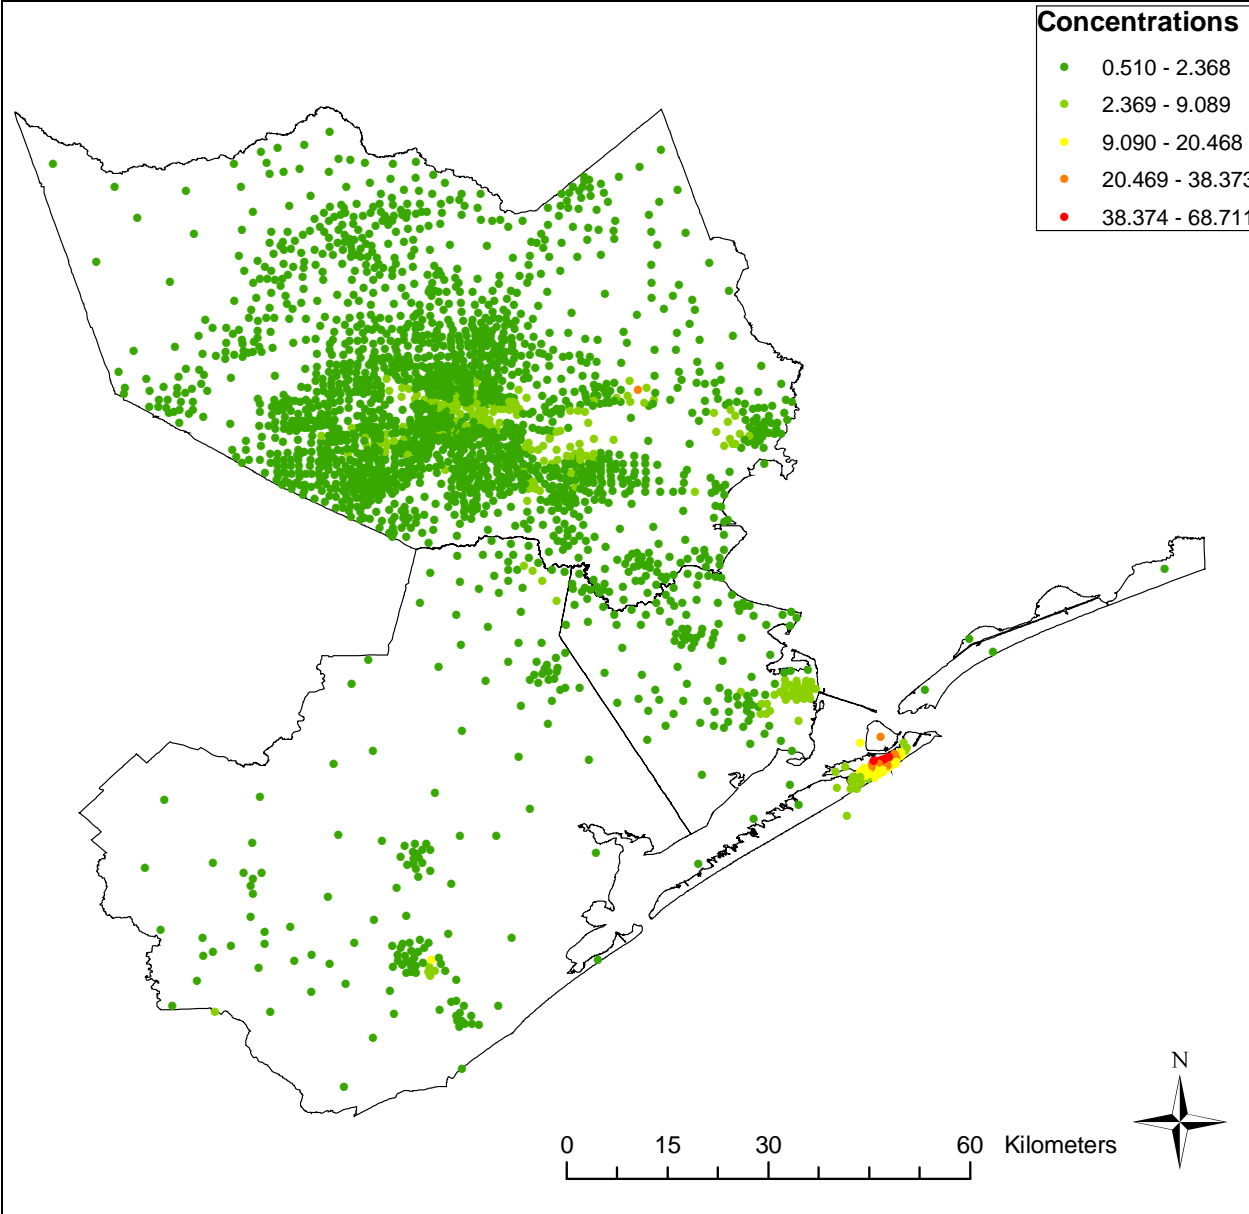 Concentrations
0.510 - 2.368
2.369 - 9.089
9.090 - 20.468
20.469 - 38.373
38.374 - 68.711
N
0 15 30 60 Kilometers